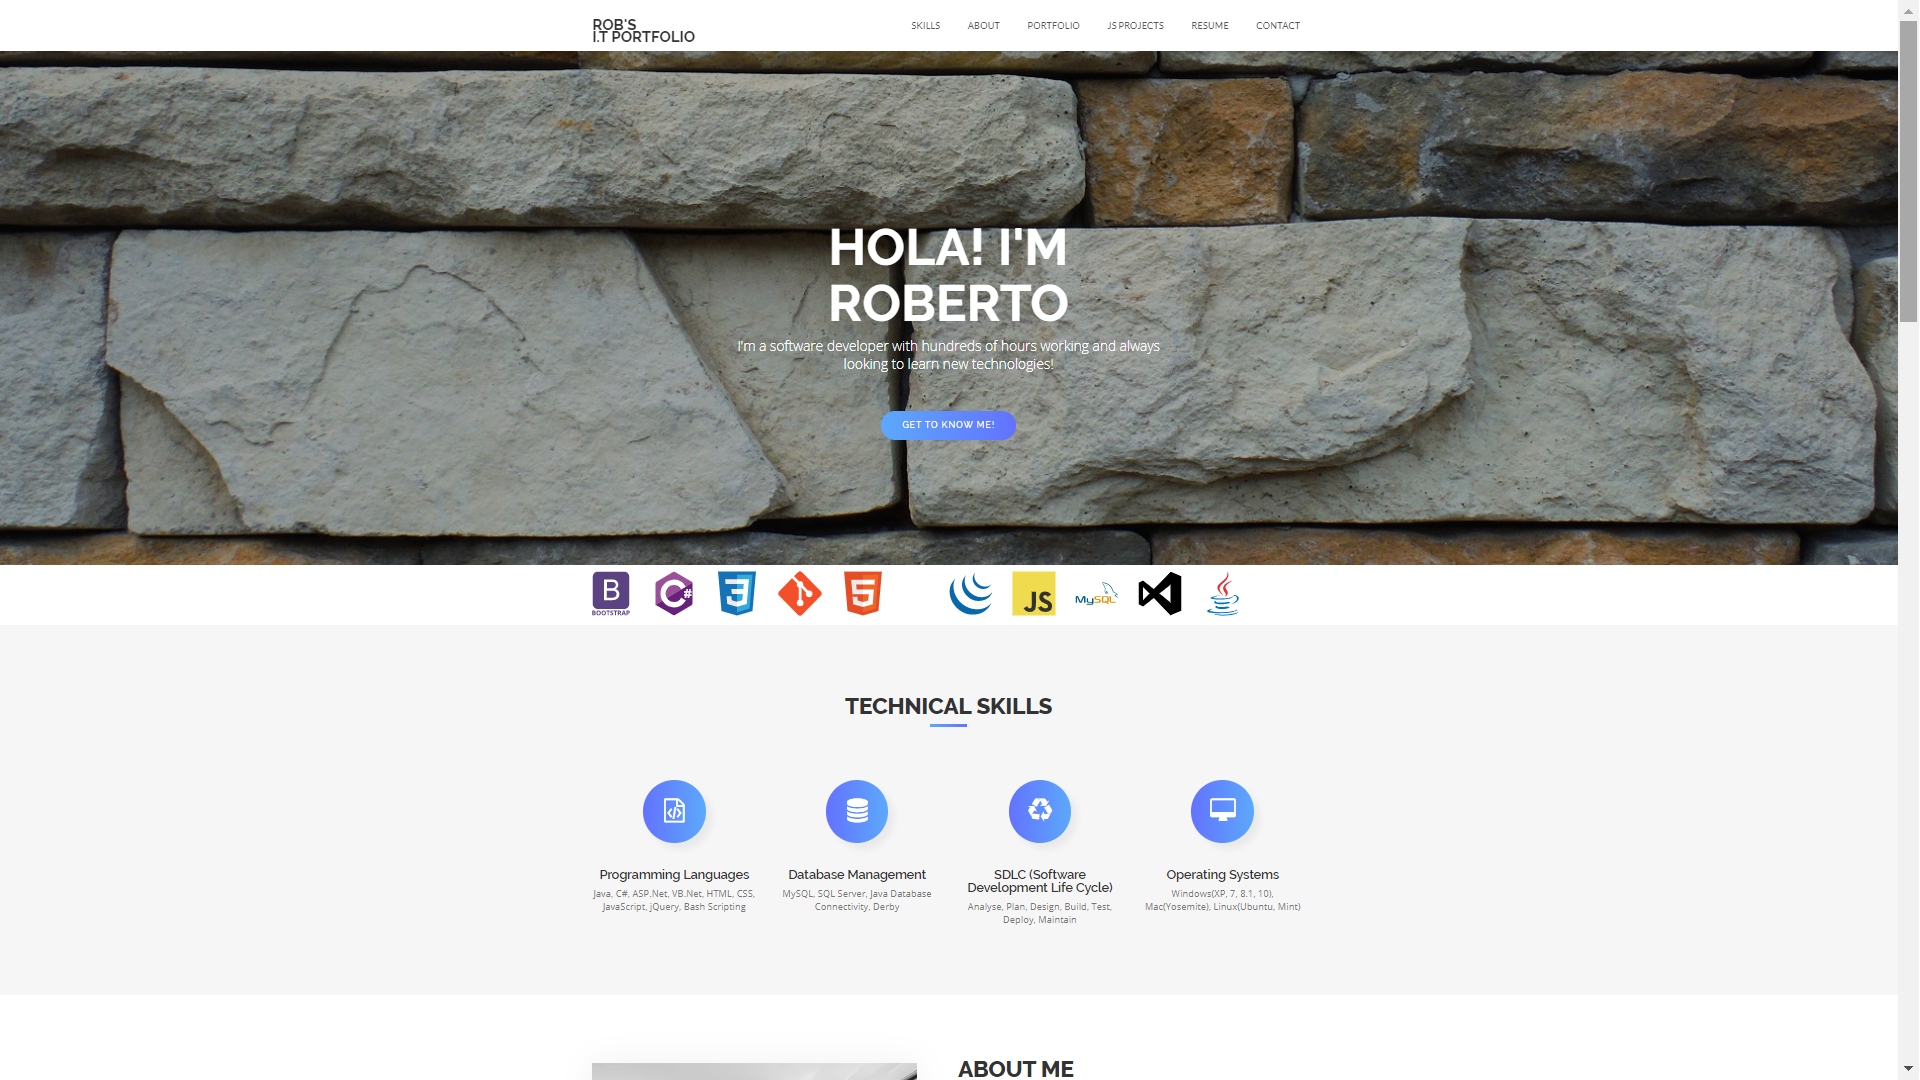 ROB'S
I.T PORTFOLIO
SKILLS
ABOUT
PORTFOLIO
JS PROJECTS
RESUME
CONTACT
HOLA! I'M
ROBERTO
I'm a software developer with hundreds of hours working and always
looking to learn new technologies!
GET TO KNOW ME!
B
BOOTSTRAP
C#
3
5
JS
MySQL
TECHNICAL SKILLS
Programming Languages
Java, C#, ASP.Net, VB.Net, HTML, CSS,
JavaScript, jQuery, Bash Scripting
Database Management
MySQL, SQL Server, Java Database
Connectivity, Derby
SDLC (Software
Development Life Cycle)
Analyse, Plan, Design, Build, Test,
Deploy, Maintain
Operating Systems
Windows(XP, 7, 8.1, 10),
Mac(Yosemite), Linux(Ubuntu, Mint)
ABOUT ME